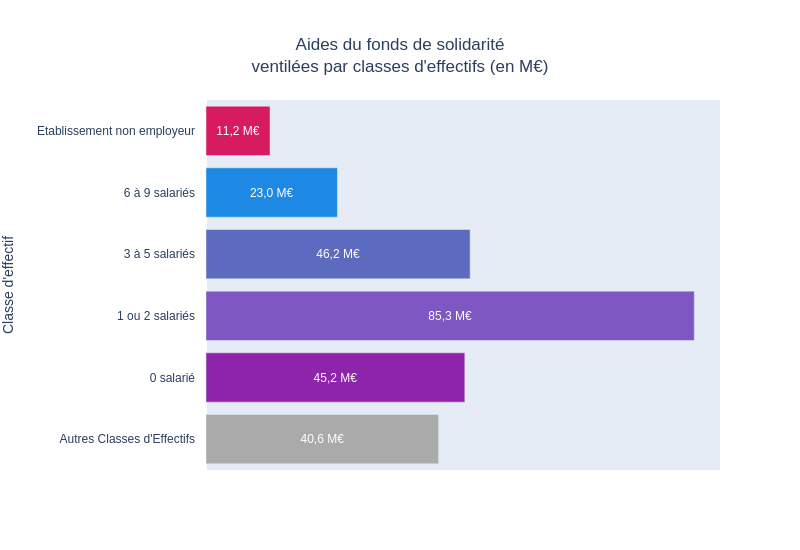 Aides du fonds de solidarité
ventilées par classes d'effectifs (en M€)
Classe d'effectif
Etablissement non employeur
11,2 M€
6 à 9 salariés
23,0 M€
3 à 5 salariés
46,2 M€
1 ou 2 salariés
85,3 M€
0 salarié
45,2 M€
Autres Classes d'Effectifs
40,6 M€